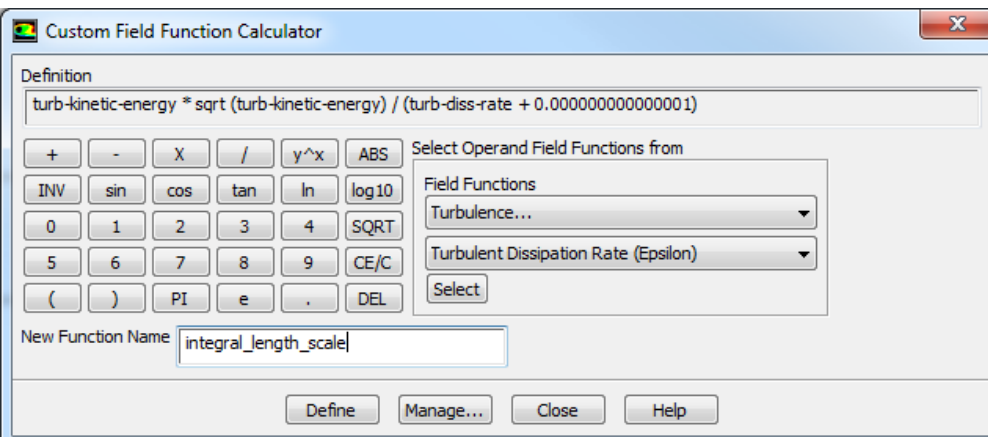 Custom Field Function Calculator
X
Definition
turb-kinetic-energy * sqrt (turb-kinetic-energy) / (turb-diss-rate + 0.000000000000001)
+ - X / y^x ABS
INV sin cos tan ln log10
0 1 2 3 4 SQRT
5 6 7 8 9 CE/C
( ) PI e . DEL
Select Operand Field Functions from
Field Functions
Turbulence...
Turbulent Dissipation Rate (Epsilon)
Select
New Function Name integral_length_scale
Define Manage... Close Help